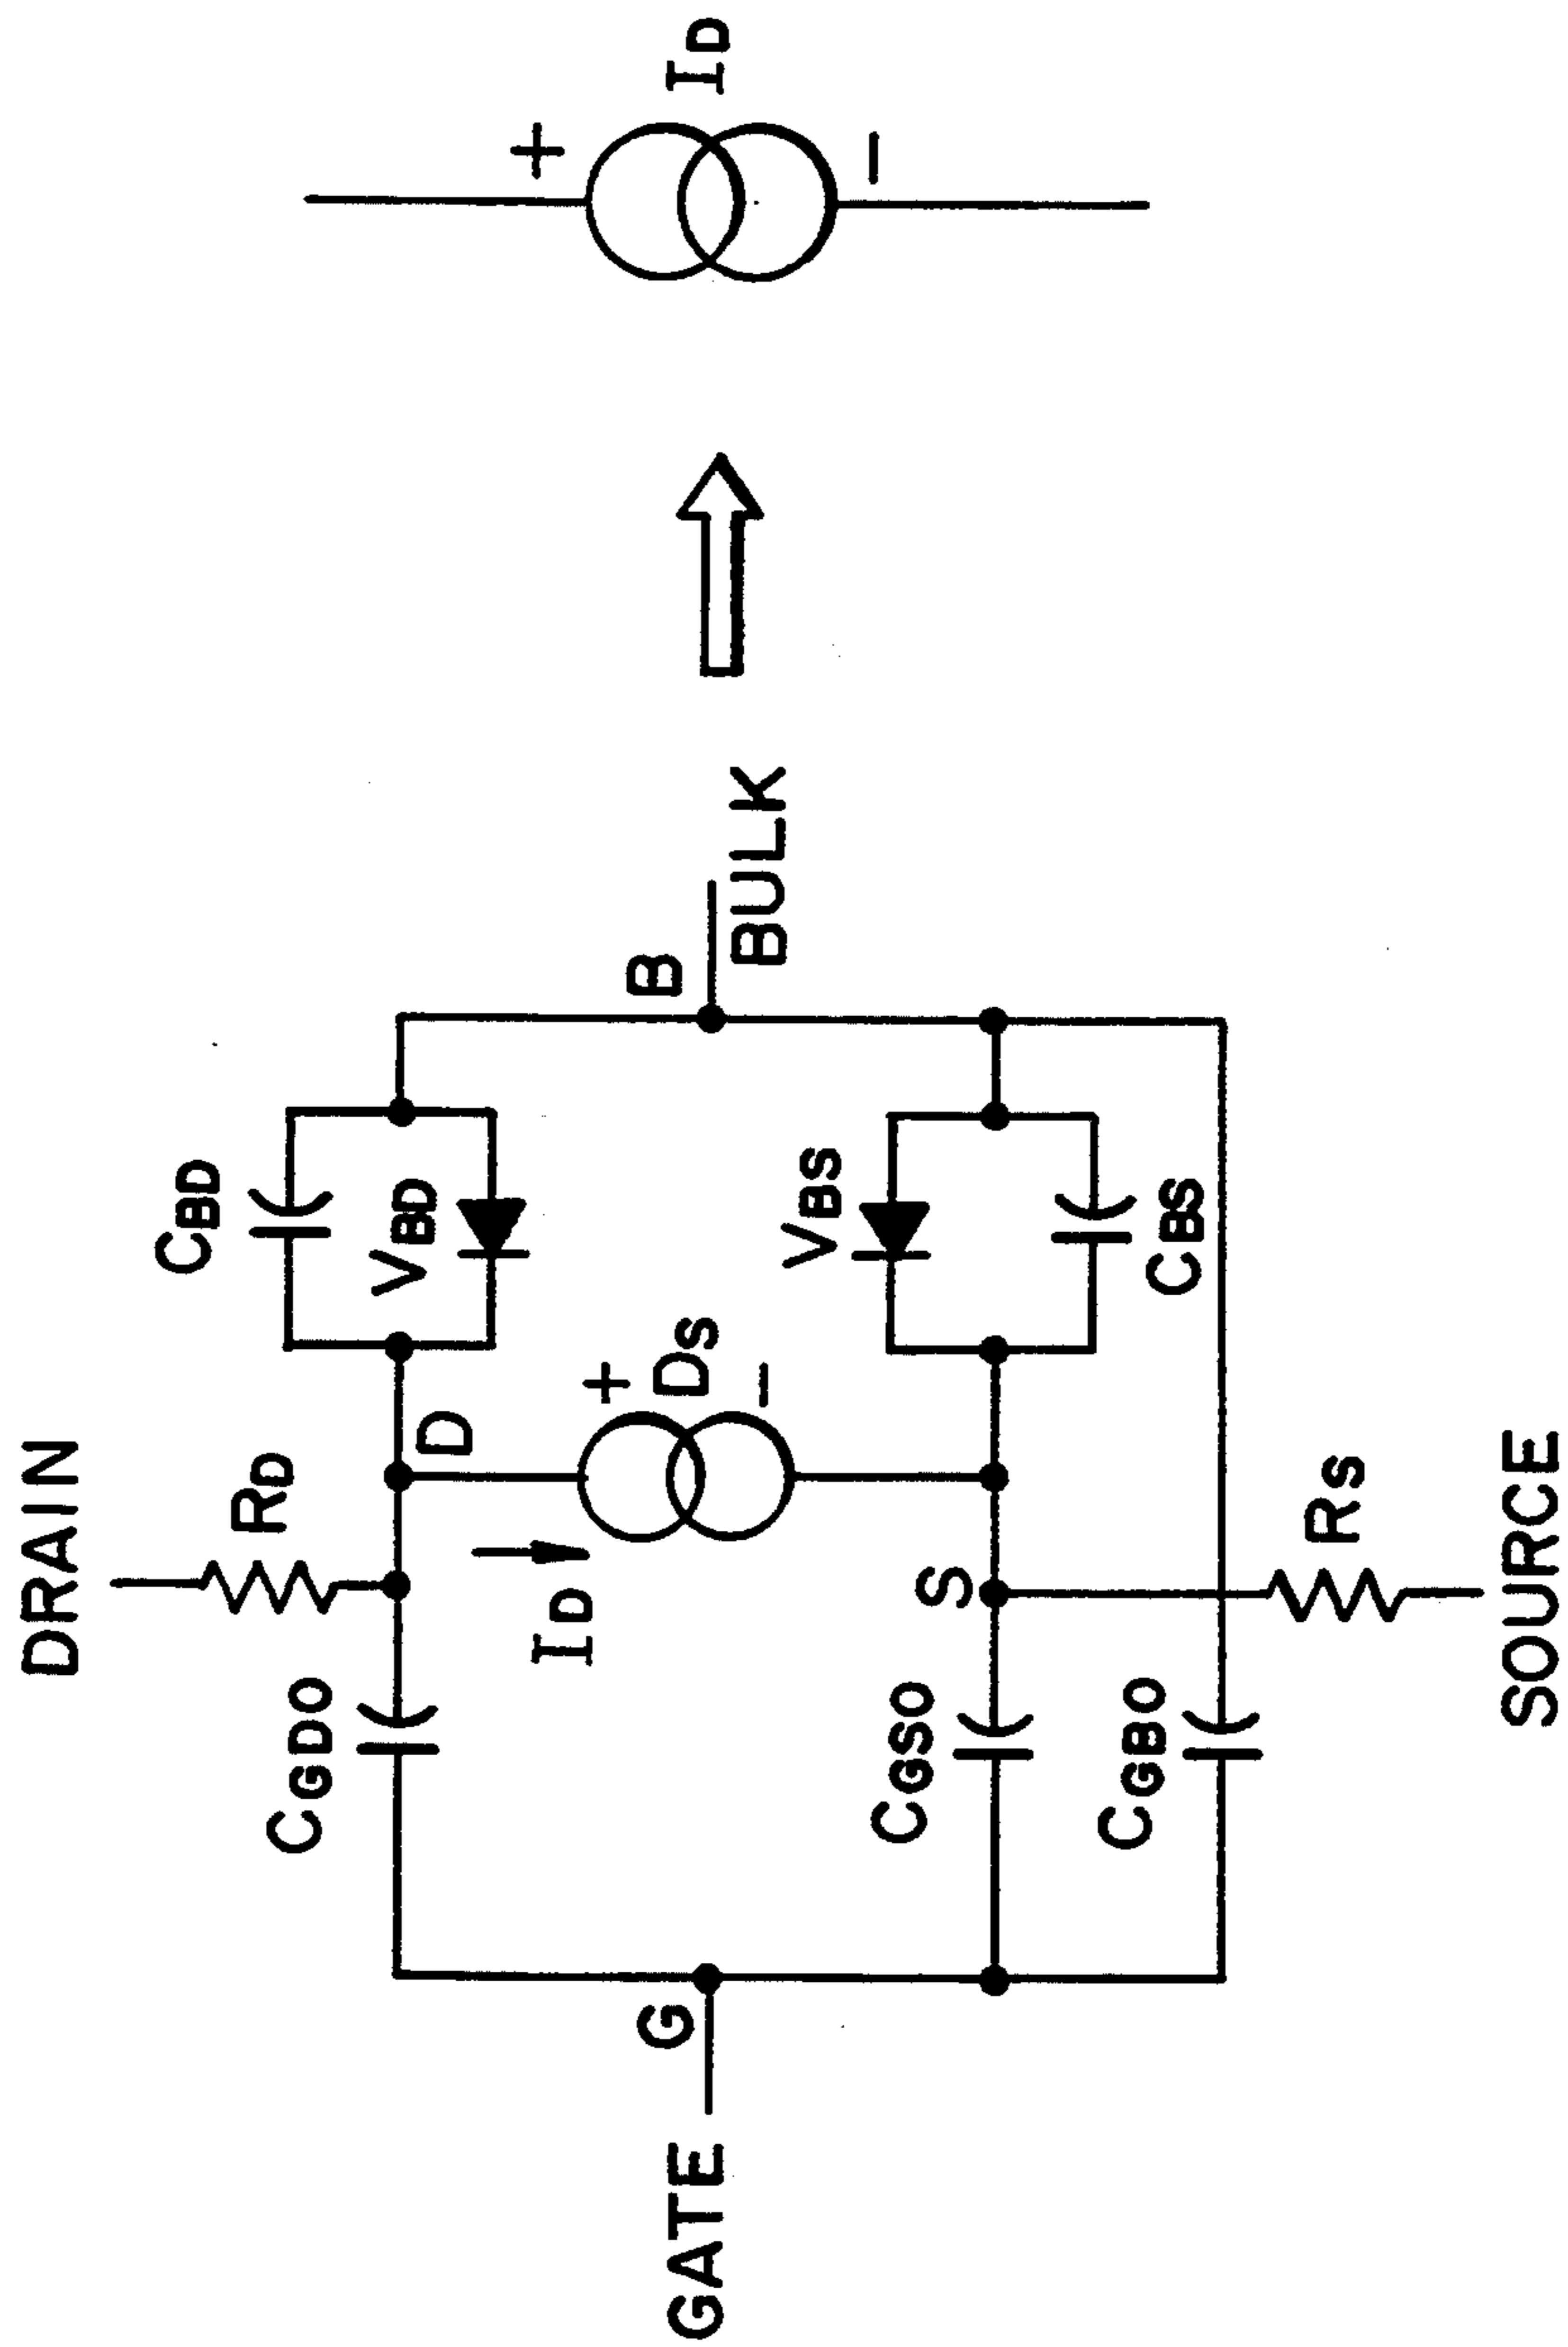 DRAIN
RD
CGDO
CBD
D
VBD
ID
+
DS
−
G
GATE
B
BULK
S
VBS
CGSO
CBS
CGBO
RS
SOURCE
+
ID
−